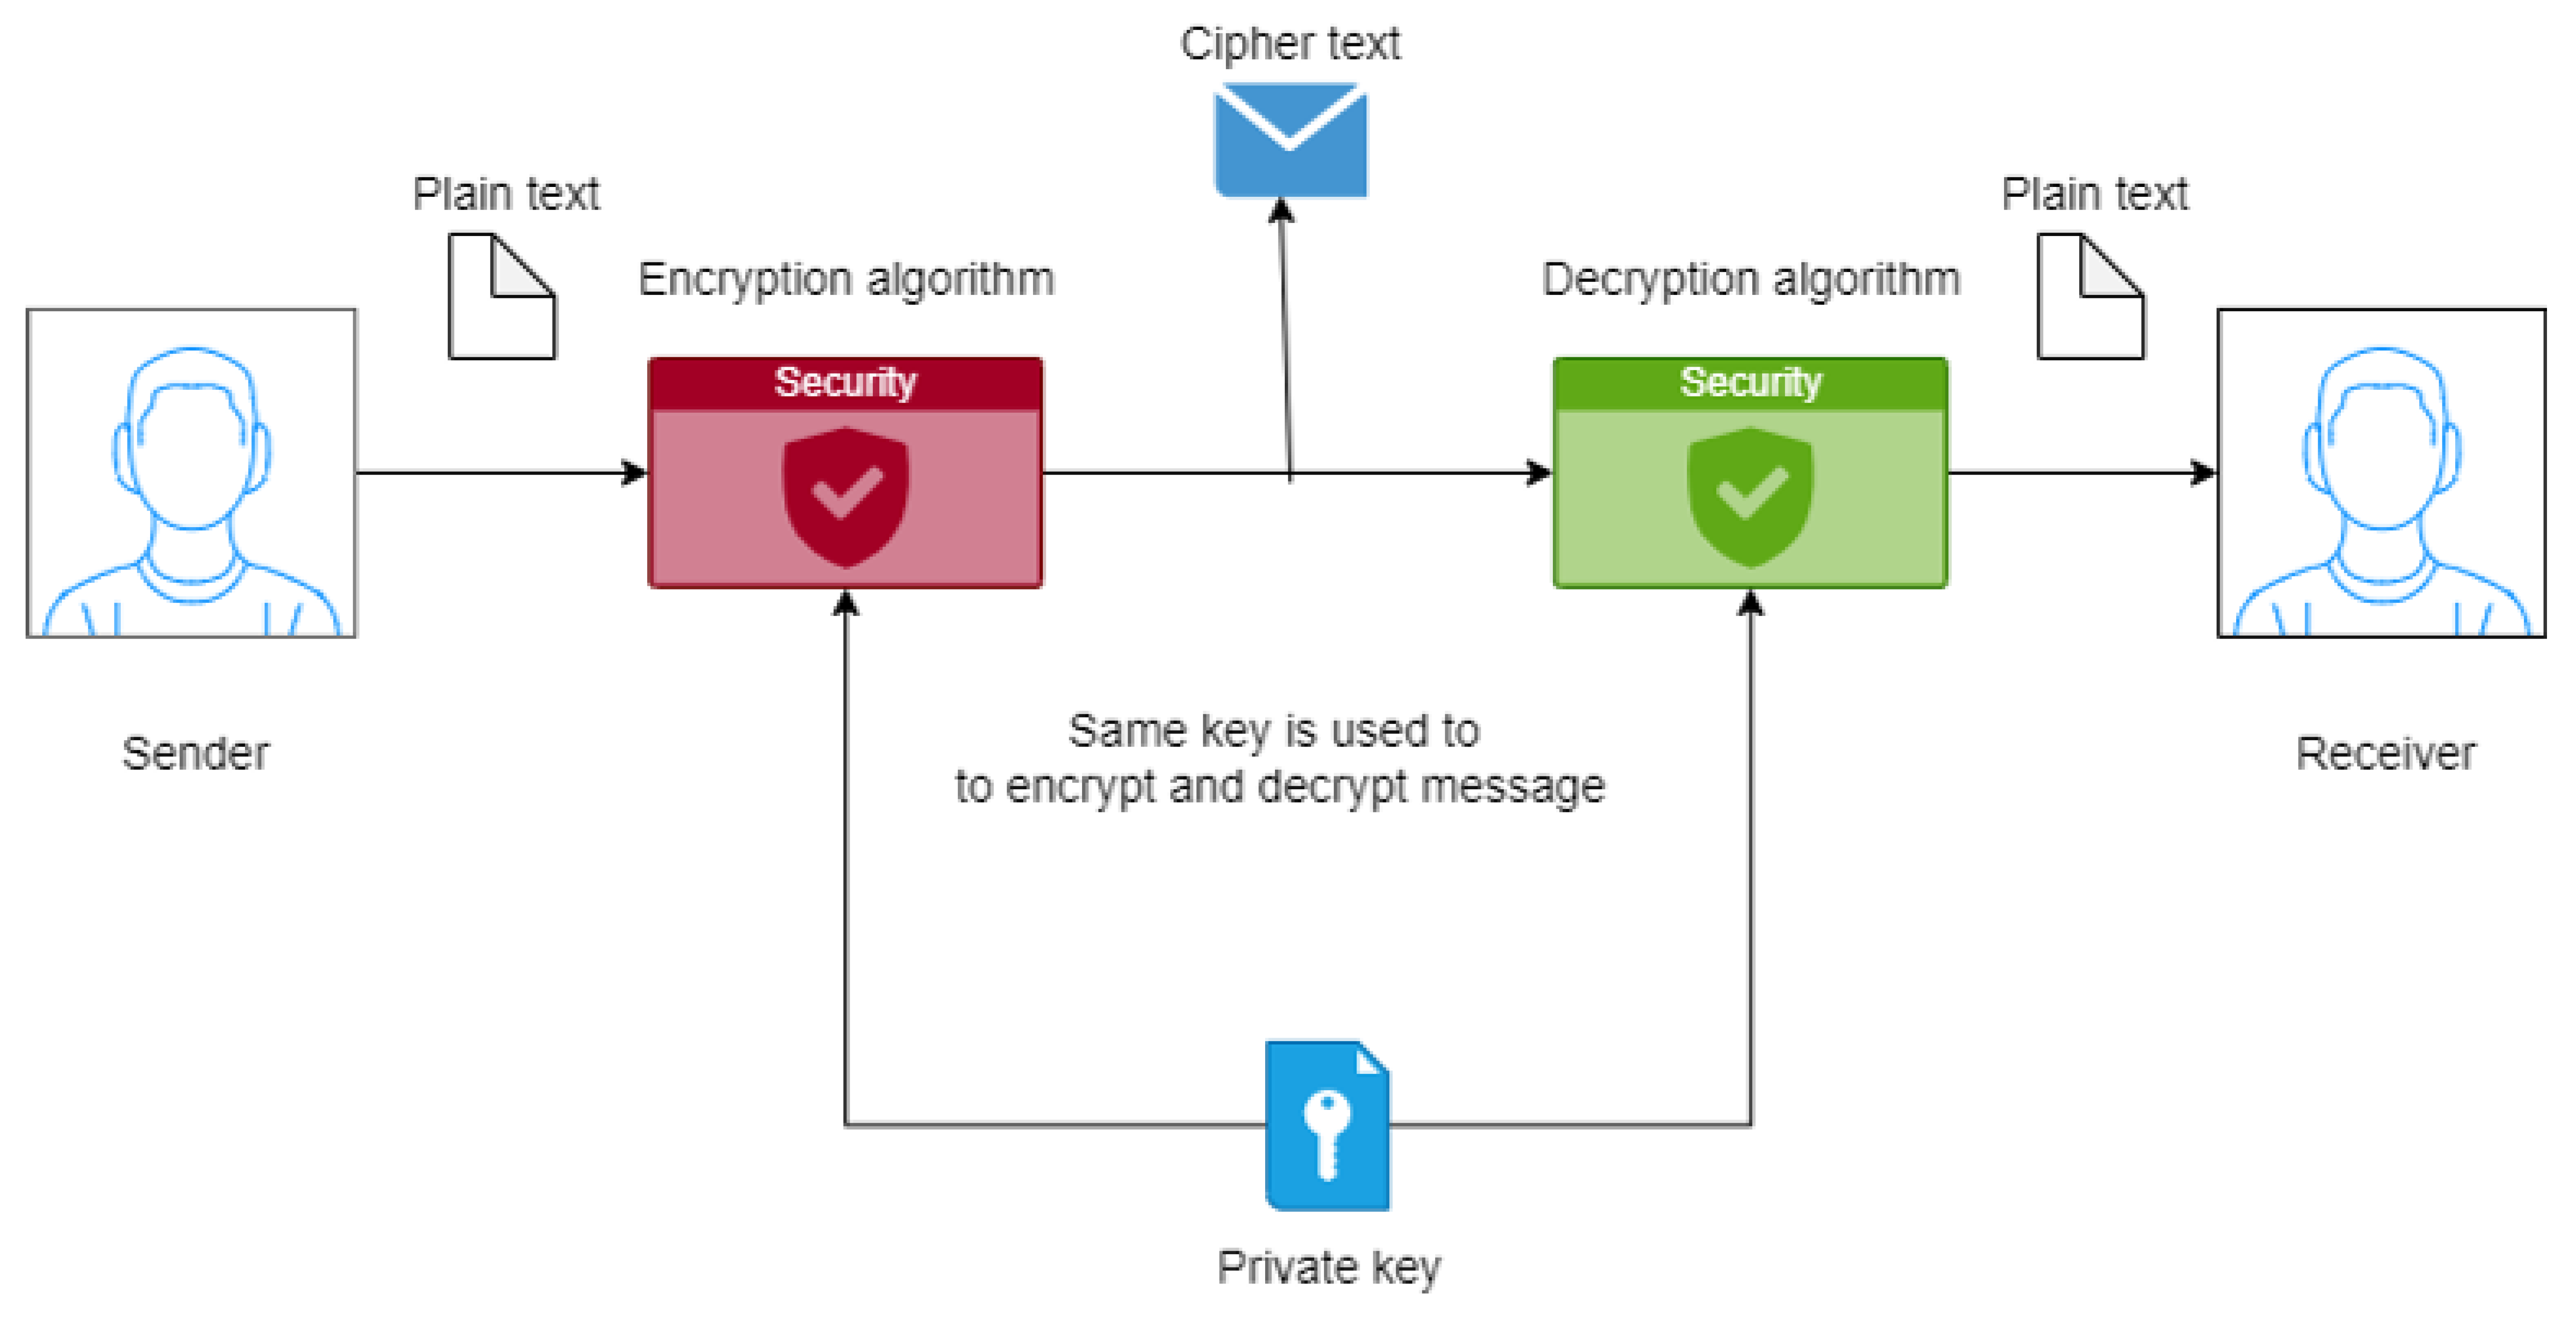 Cipher text
Plain text
Plain text
Encryption algorithm
Decryption algorithm
Security
Security
Same key is used to
to encrypt and decrypt message
Sender
Receiver
Private key